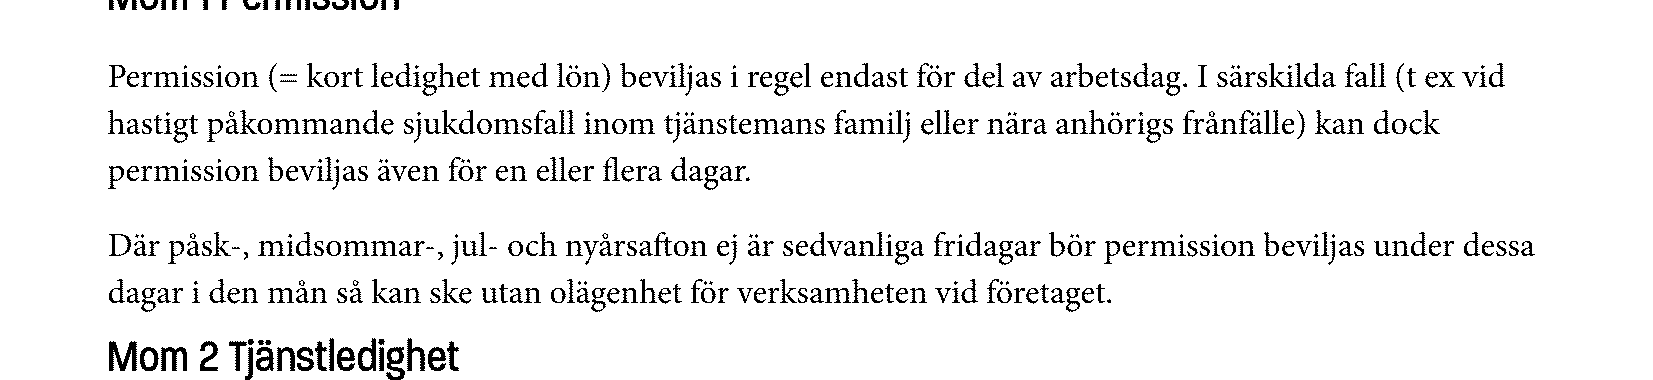 Mom 1 Permission
Permission (= kort ledighet med lön) beviljas i regel endast för del av arbetsdag. I särskilda fall (t ex vid
hastigt påkommande sjukdomsfall inom tjänstemans familj eller nära anhörigs frånfälle) kan dock
permission beviljas även för en eller flera dagar.
Där påsk-, midsommar-, jul- och nyårsafton ej är sedvanliga fridagar bör permission beviljas under dessa
dagar i den mån så kan ske utan olägenhet för verksamheten vid företaget.
Mom 2 Tjänstledighet